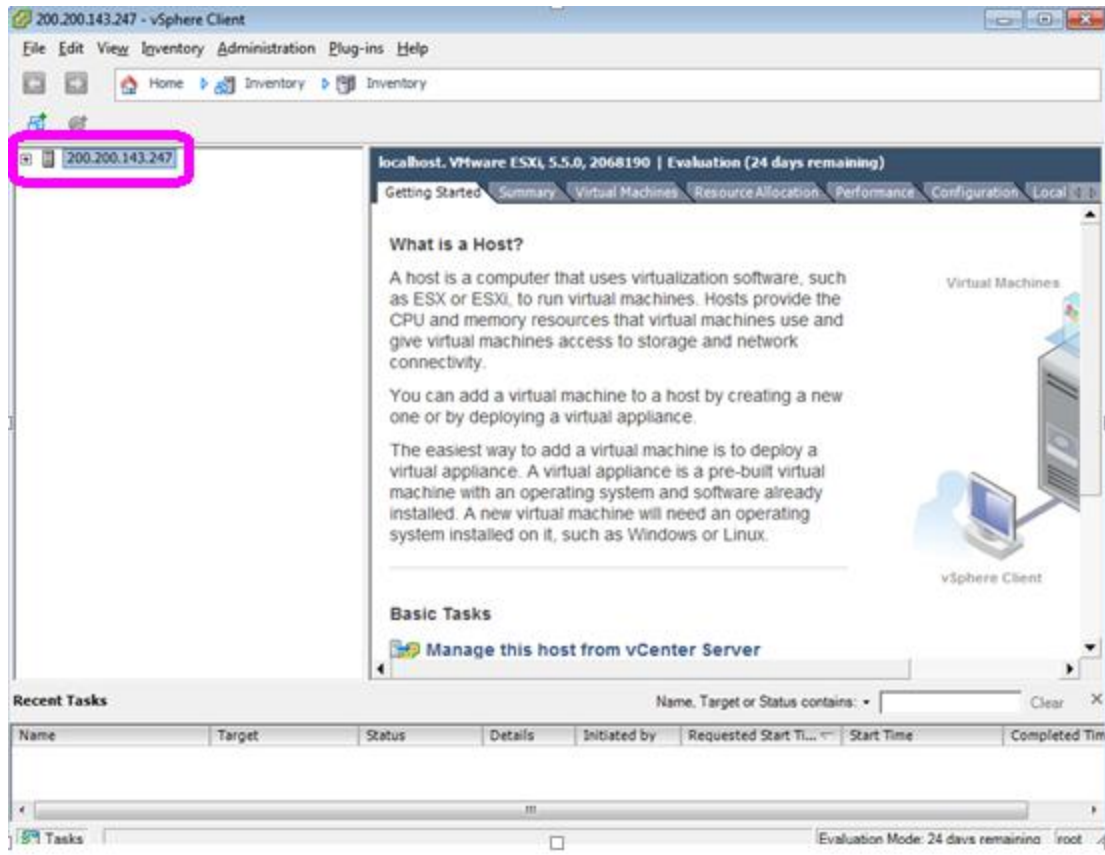 200.200.143.247 - vSphere Client
File Edit View Inventory Administration Plug-ins Help
Home Inventory Inventory
200.200.143.247
localhost. VMware ESXi, 5.5.0, 2068190 | Evaluation (24 days remaining)
Getting Started Summary Virtual Machines Resource Allocation Performance Configuration Local
What is a Host?
A host is a computer that uses virtualization software, such
as ESX or ESXi, to run virtual machines. Hosts provide the
CPU and memory resources that virtual machines use and
give virtual machines access to storage and network
connectivity.
You can add a virtual machine to a host by creating a new
one or by deploying a virtual appliance.
The easiest way to add a virtual machine is to deploy a
virtual appliance. A virtual appliance is a pre-built virtual
machine with an operating system and software already
installed. A new virtual machine will need an operating
system installed on it, such as Windows or Linux.
Virtual Machines
vSphere Client
Basic Tasks
Manage this host from vCenter Server
Recent Tasks
Name, Target or Status contains: Clear
Name Target Status Details Initiated by Requested Start Ti... Start Time Completed Tim
Tasks
Evaluation Mode: 24 days remaining root